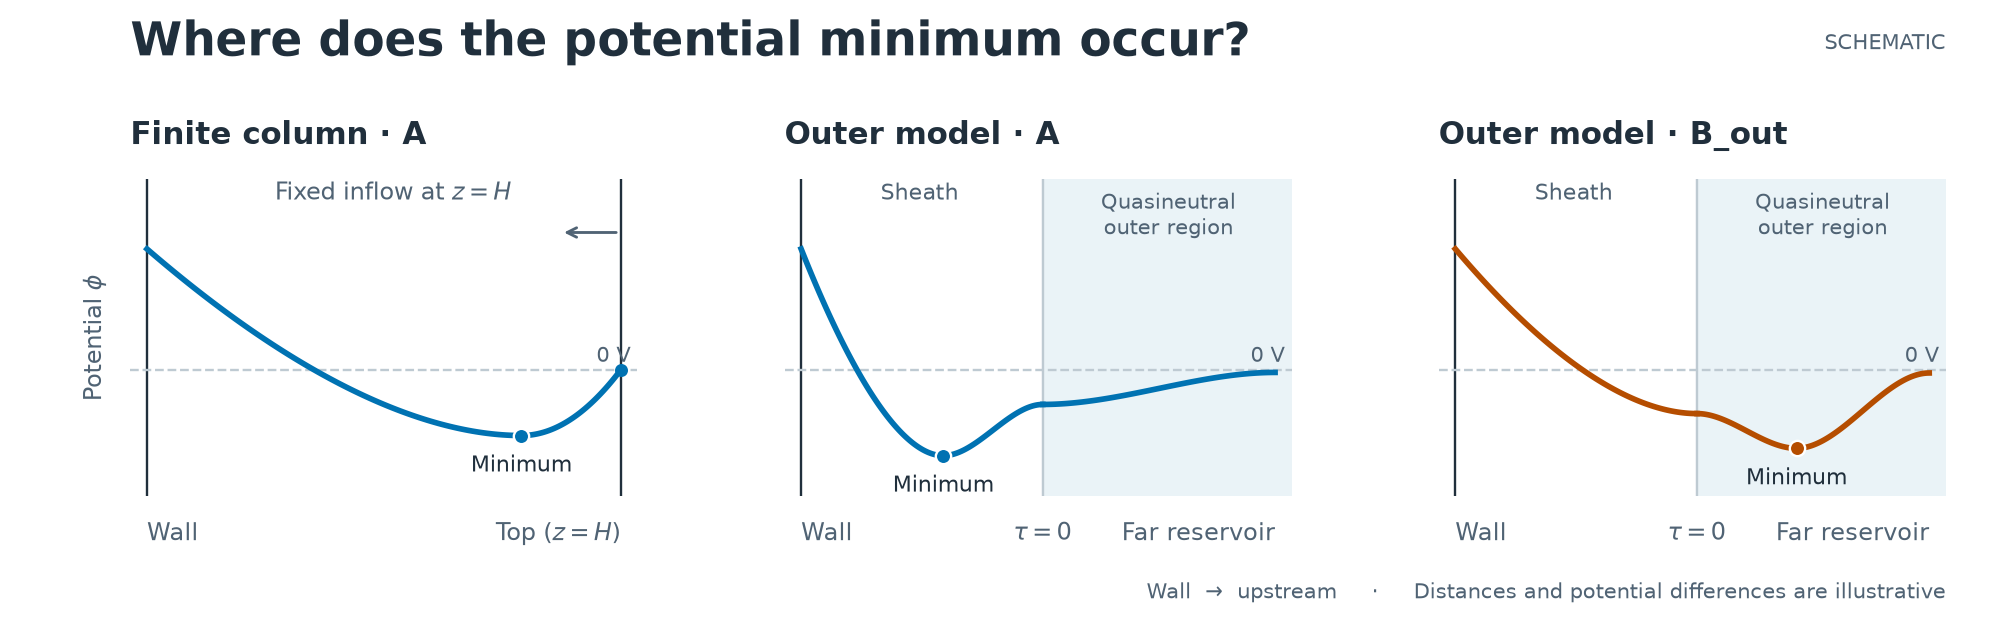 Where does the potential minimum occur?
SCHEMATIC
Finite column · A
Fixed inflow at z = H
Potential ϕ
0 V
Minimum
Wall
Top (z = H)
Outer model · A
Sheath
Quasineutral
outer region
0 V
Minimum
Wall
τ = 0
Far reservoir
Outer model · B_out
Sheath
Quasineutral
outer region
0 V
Minimum
Wall
τ = 0
Far reservoir
Wall → upstream · Distances and potential differences are illustrative